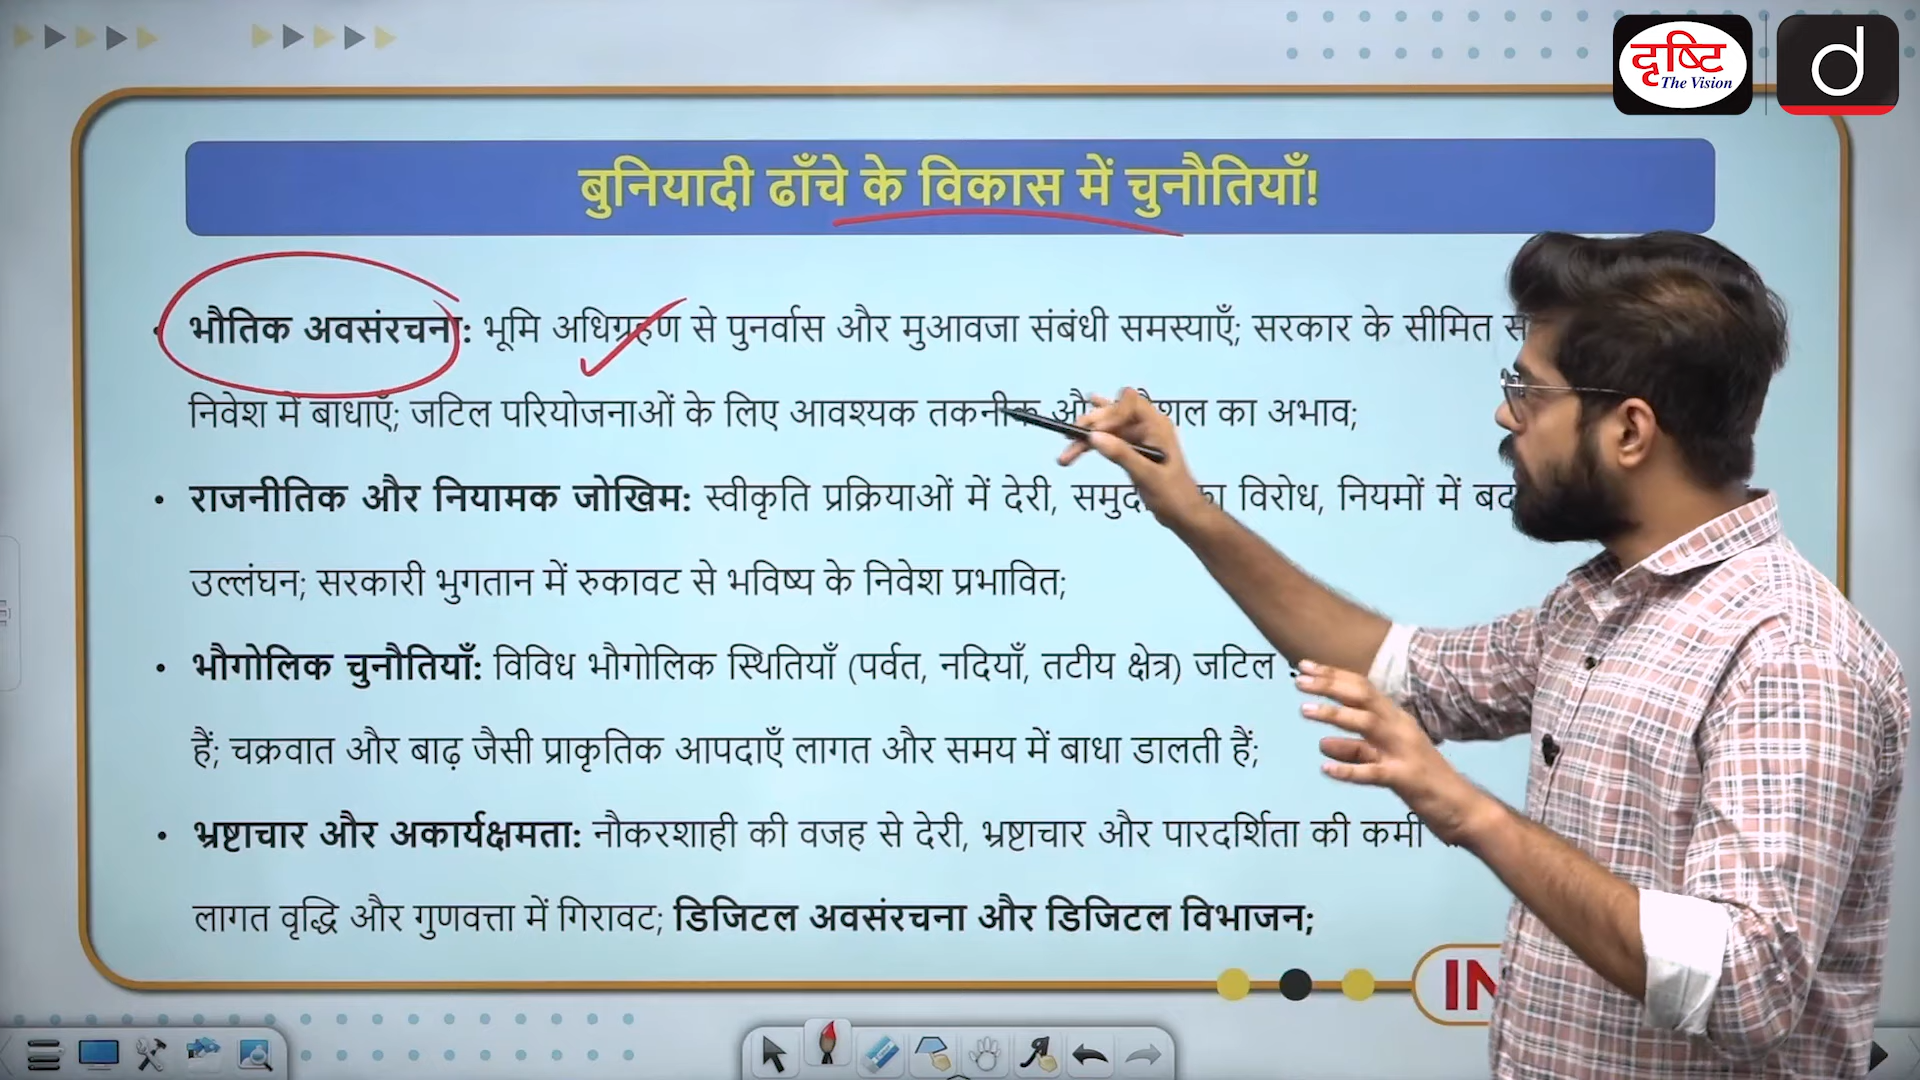 दृष्टि
The Vision
d
बुनियादी ढाँचे के विकास में चुनौतियाँ!
• भौतिक अवसंरचना: भूमि अधिग्रहण से पुनर्वास और मुआवजा संबंधी समस्याएँ; सरकार के सीमित
निवेश में बाधाएँ; जटिल परियोजनाओं के लिए आवश्यक तकनीक और कौशल का अभाव;
• राजनीतिक और नियामक जोखिम: स्वीकृति प्रक्रियाओं में देरी, का विरोध, नियमों में
उल्लंघन; सरकारी भुगतान में रुकावट से भविष्य के निवेश प्रभावित;
• भौगोलिक चुनौतियाँ: विविध भौगोलिक स्थितियाँ (पर्वत, नदियाँ, तटीय क्षेत्र) जटिल
हैं; चक्रवात और बाढ़ जैसी प्राकृतिक आपदाएँ लागत और समय में बाधा डालती हैं;
• भ्रष्टाचार और अकार्यक्षमता: नौकरशाही की वजह से देरी, भ्रष्टाचार और पारदर्शिता की कमी
लागत वृद्धि और गुणवत्ता में गिरावट; डिजिटल अवसंरचना और डिजिटल विभाजन;